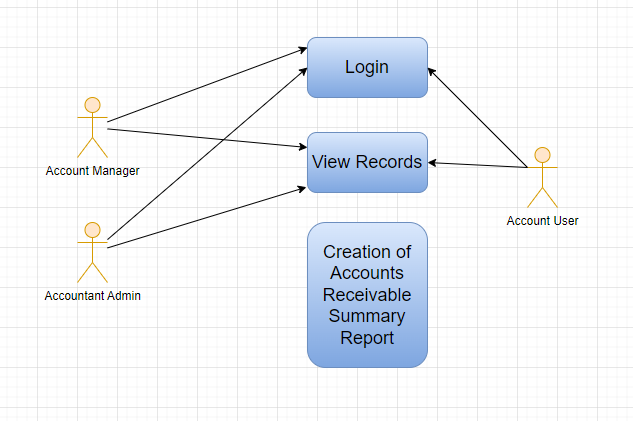 Login
Account Manager
View Records
Account User
Accountant Admin
Creation of
Accounts
Receivable
Summary
Report